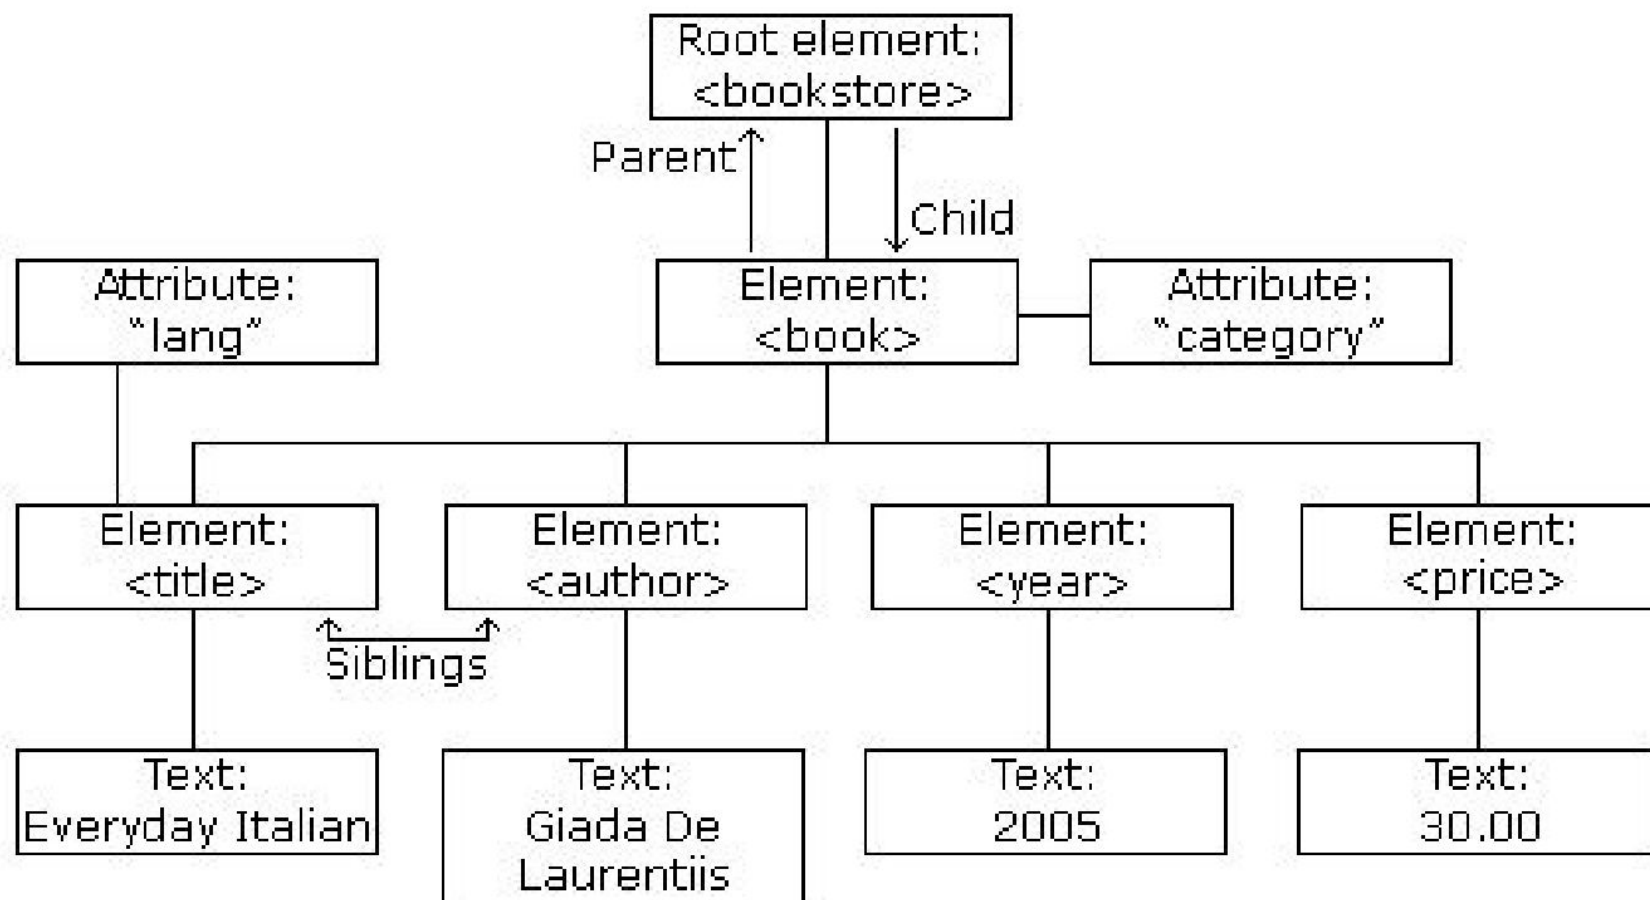 Root element:
<bookstore>
Parent
Child
Attribute:
"lang"
Element:
<book>
Attribute:
"category"
Element:
<title>
Element:
<author>
Element:
<year>
Element:
<price>
Siblings
Text:
Everyday Italian
Text:
Giada De
Laurentiis
Text:
2005
Text:
30.00